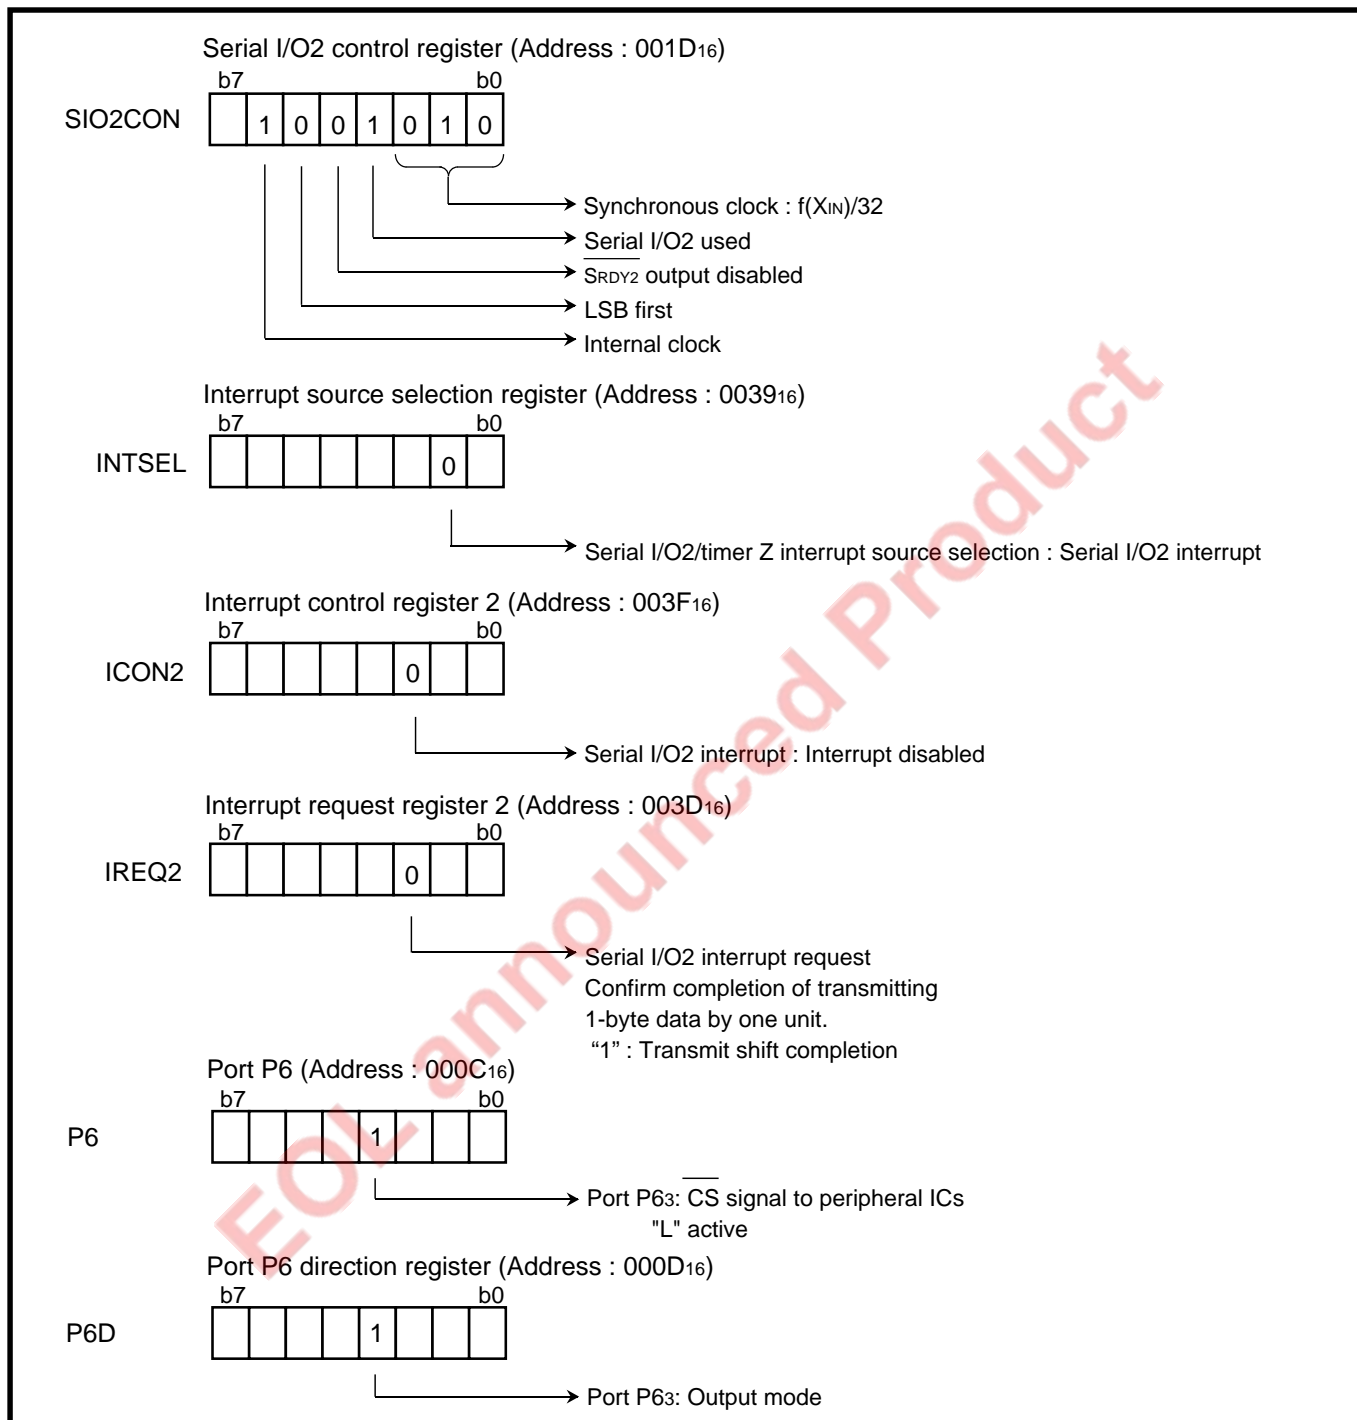 Serial I/O2 control register (Address : 001D16)
b7 b0
SIO2CON 1 0 0 1 0 1 0
Synchronous clock : f(XIN)/32
Serial I/O2 used
SRDY2 output disabled
LSB first
Internal clock
Interrupt source selection register (Address : 003916)
b7 b0
INTSEL 0
Serial I/O2/timer Z interrupt source selection : Serial I/O2 interrupt
Interrupt control register 2 (Address : 003F16)
b7 b0
ICON2 0
Serial I/O2 interrupt : Interrupt disabled
Interrupt request register 2 (Address : 003D16)
b7 b0
IREQ2 0
Serial I/O2 interrupt request
Confirm completion of transmitting
1-byte data by one unit.
“1” : Transmit shift completion
Port P6 (Address : 000C16)
b7 b0
P6 1
Port P63: CS signal to peripheral ICs
"L" active
Port P6 direction register (Address : 000D16)
b7 b0
P6D 1
Port P63: Output mode
EOL announced Product